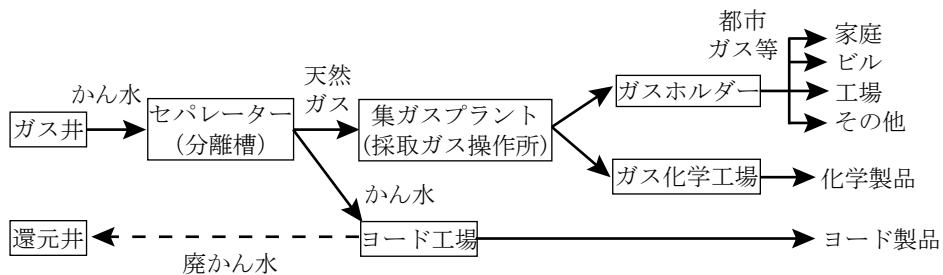 都市
ガス等
家庭
ビル
工場
その他
天然
ガス
かん水
ガス井
セパレーター
(分離槽)
集ガスプラント
(採取ガス操作所)
ガスホルダー
ガス化学工場
化学製品
かん水
還元井
廃かん水
ヨード工場
ヨード製品